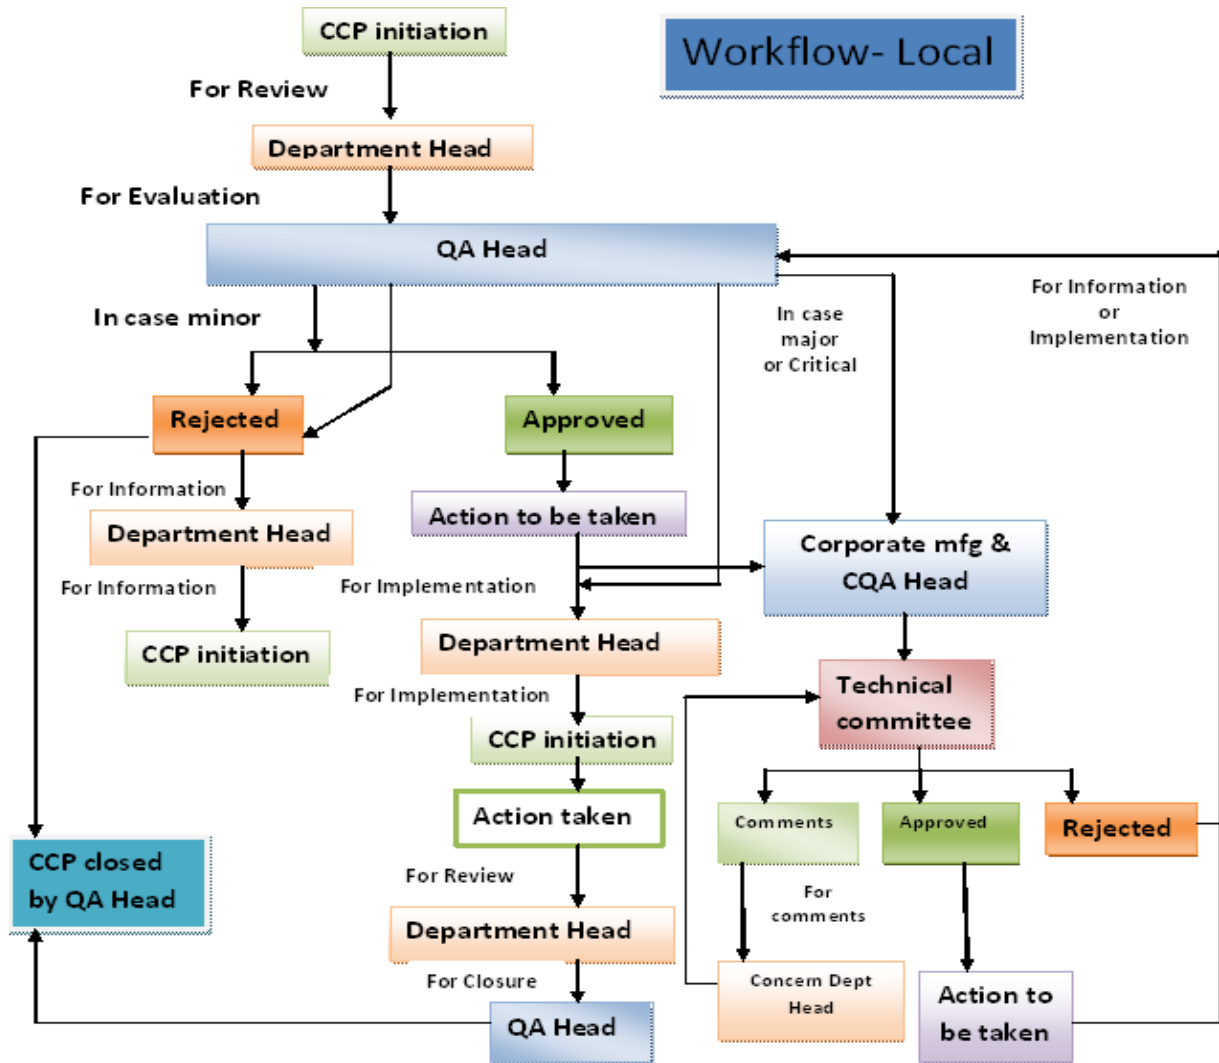 CCP initiation
Workflow- Local
For Review
Department Head
For Evaluation
QA Head
In case minor
In case
major
or Critical
For Information
or
Implementation
Rejected
Approved
For Information
Department Head
For Information
CCP initiation
Action to be taken
For Implementation
Corporate mfg &
CQA Head
Department Head
For Implementation
CCP initiation
Action taken
For Review
Department Head
For Closure
QA Head
Technical
committee
Comments
Approved
Rejected
For
comments
Concern Dept
Head
Action to
be taken
CCP closed
by QA Head